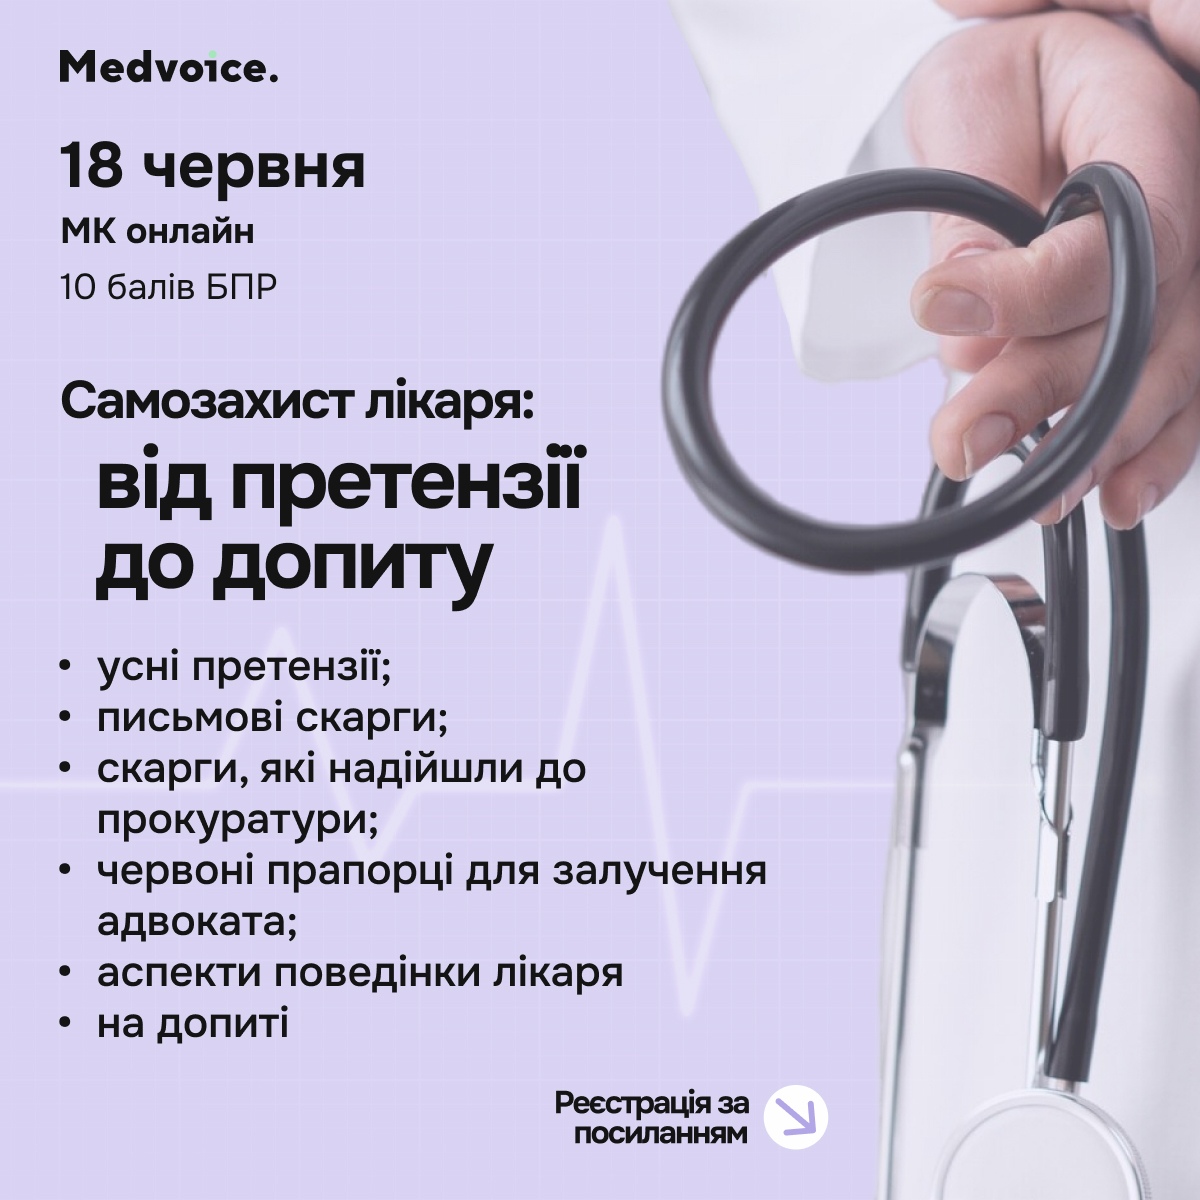 Medvoice.
18 червня
МК онлайн
10 балів БПР
Самозахист лікаря:
від претензії
до допиту
• усні претензії;
• письмові скарги;
• скарги, які надійшли до
прокуратури;
• червоні прапорці для залучення
адвоката;
• аспекти поведінки лікаря
• на допиті
Реєстрація за
посиланням